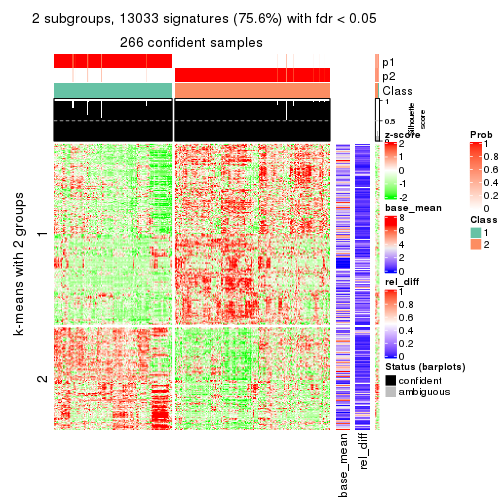 2 subgroups, 13033 signatures (75.6%) with fdr < 0.05
266 confident samples
p1
p2
Class
1
0.5
0
Silhouette
score
k-means with 2 groups
1
2
z-score
2
1
0
-1
-2
base_mean
8
6
4
2
0
rel_diff
1
0.8
0.6
0.4
0.2
0
Status (barplots)
confident
ambiguous
Prob
1
0.8
0.6
0.4
0.2
0
Class
1
2
base_mean
rel_diff